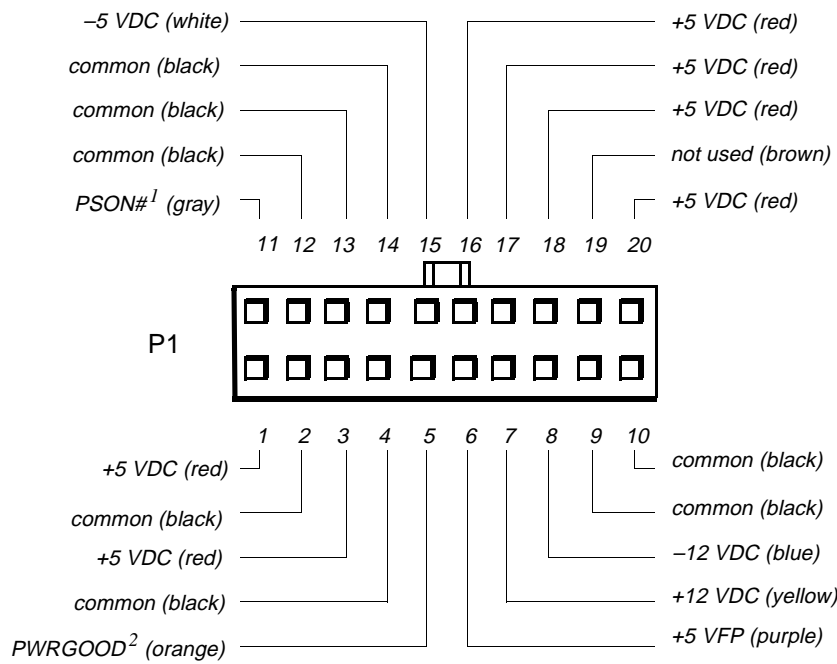 –5 VDC (white)
+5 VDC (red)
common (black)
+5 VDC (red)
common (black)
+5 VDC (red)
common (black)
not used (brown)
PSON#1 (gray)
+5 VDC (red)
11 12 13 14 15 16 17 18 19 20
P1
1 2 3 4 5 6 7 8 9 10
+5 VDC (red)
common (black)
common (black)
common (black)
+5 VDC (red)
–12 VDC (blue)
common (black)
+12 VDC (yellow)
PWRGOOD2 (orange)
+5 VFP (purple)